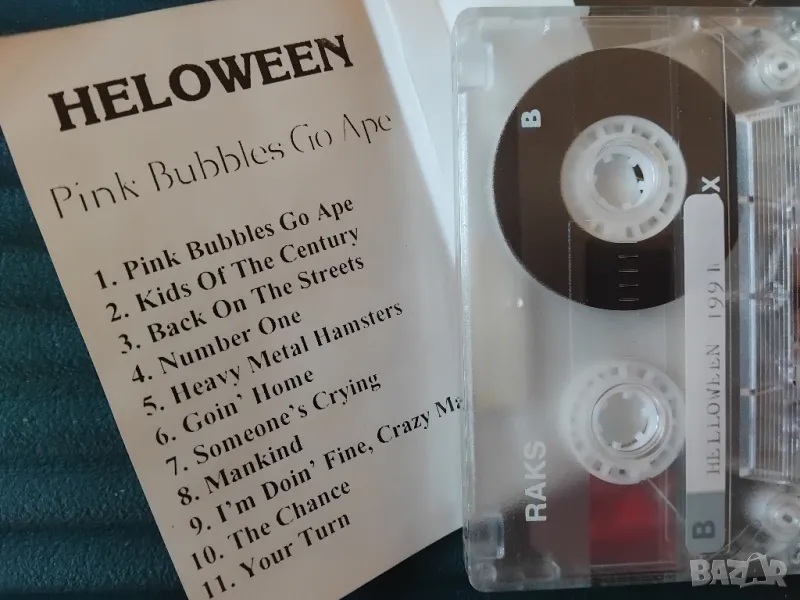 HELOWEEN
Pink Bubbles Go Ape
1. Pink Bubbles Go Ape
2. Kids Of The Century
3. Back On The Streets
4. Number One
5. Heavy Metal Hamsters
6. Goin' Home
7. Someone's Crying
8. Mankind
9. I'm Doin' Fine, Crazy Ma
10. The Chance
11. Your Turn
B
RAKS
X
B HELLOWEEN 1991
BAZAR